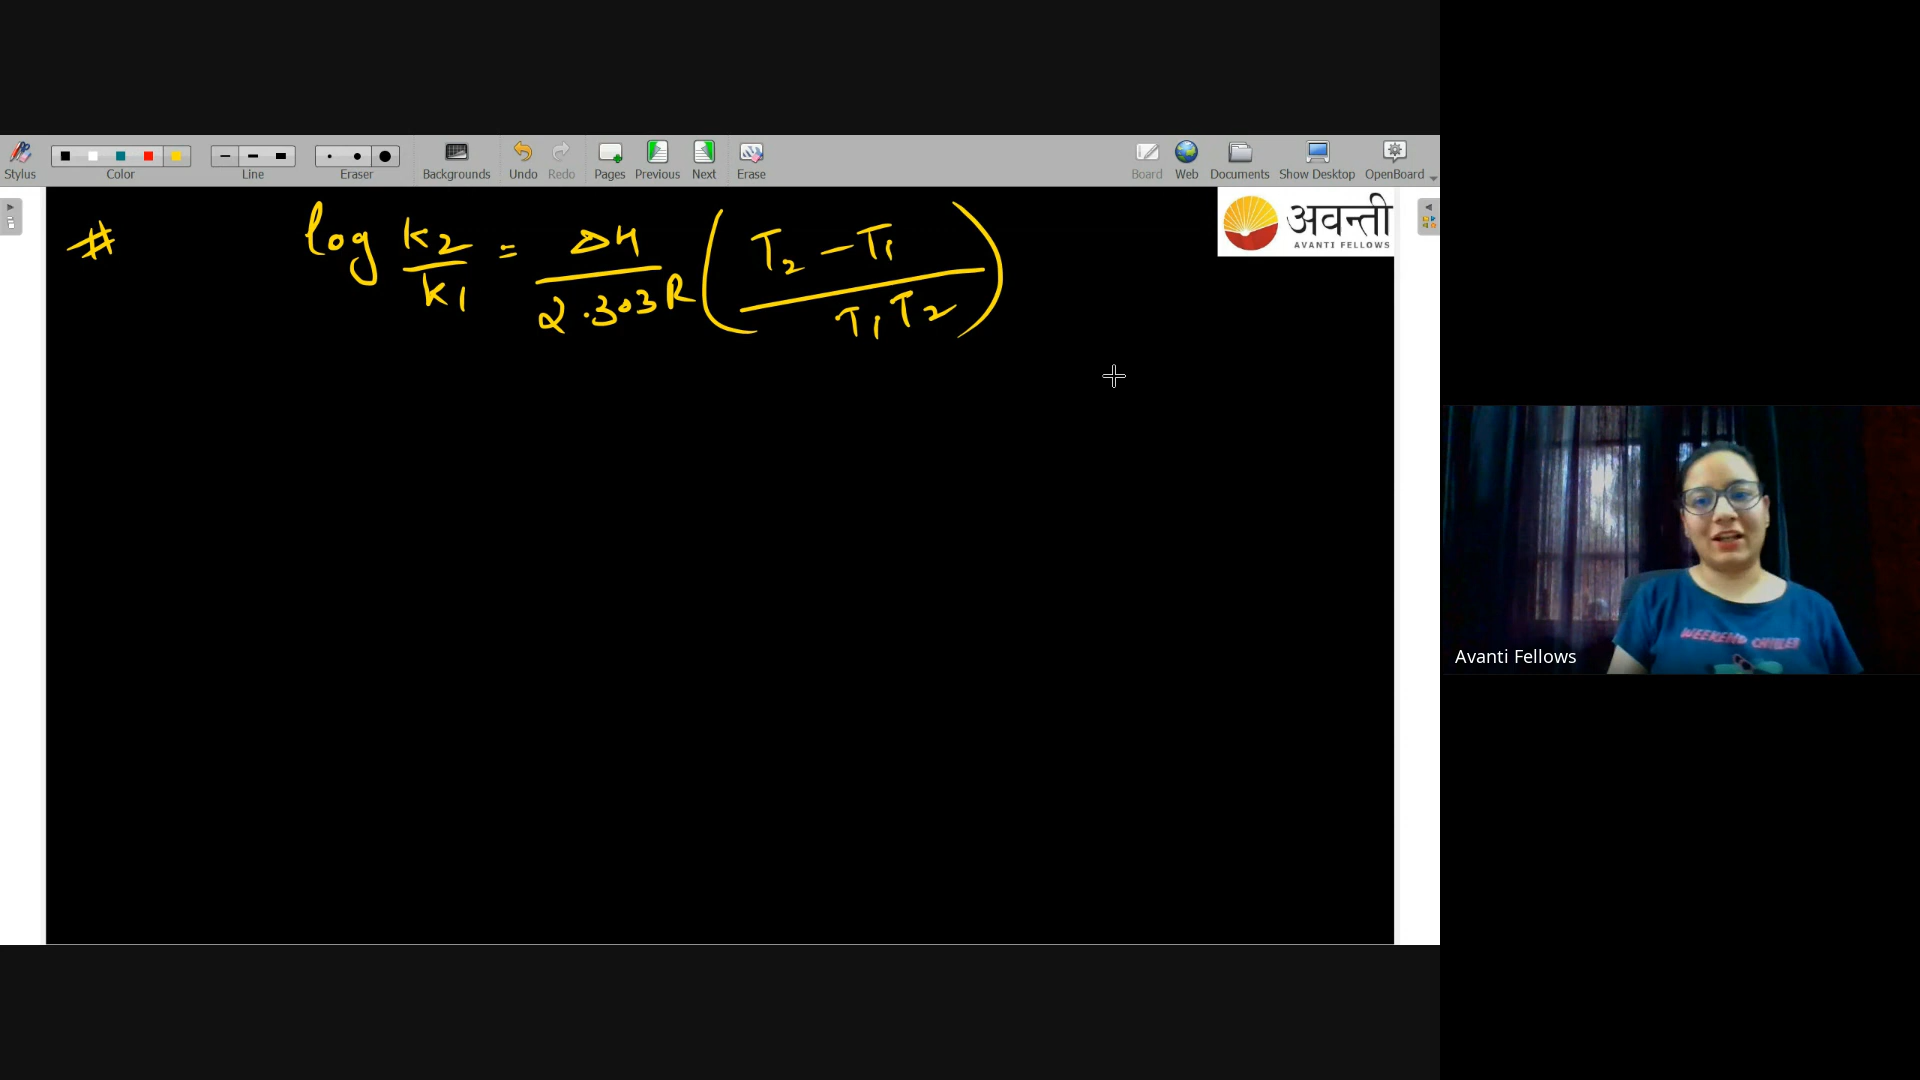 Stylus Color Line Eraser Backgrounds Undo Redo Pages Previous Next Erase Board Web Documents Show Desktop OpenBoard
# log K2/K1 = ΔH/2.303R (T2 - T1/T1T2)
अवन्ती
AVANTI FELLOWS
WEEKEND CHILLER
Avanti Fellows